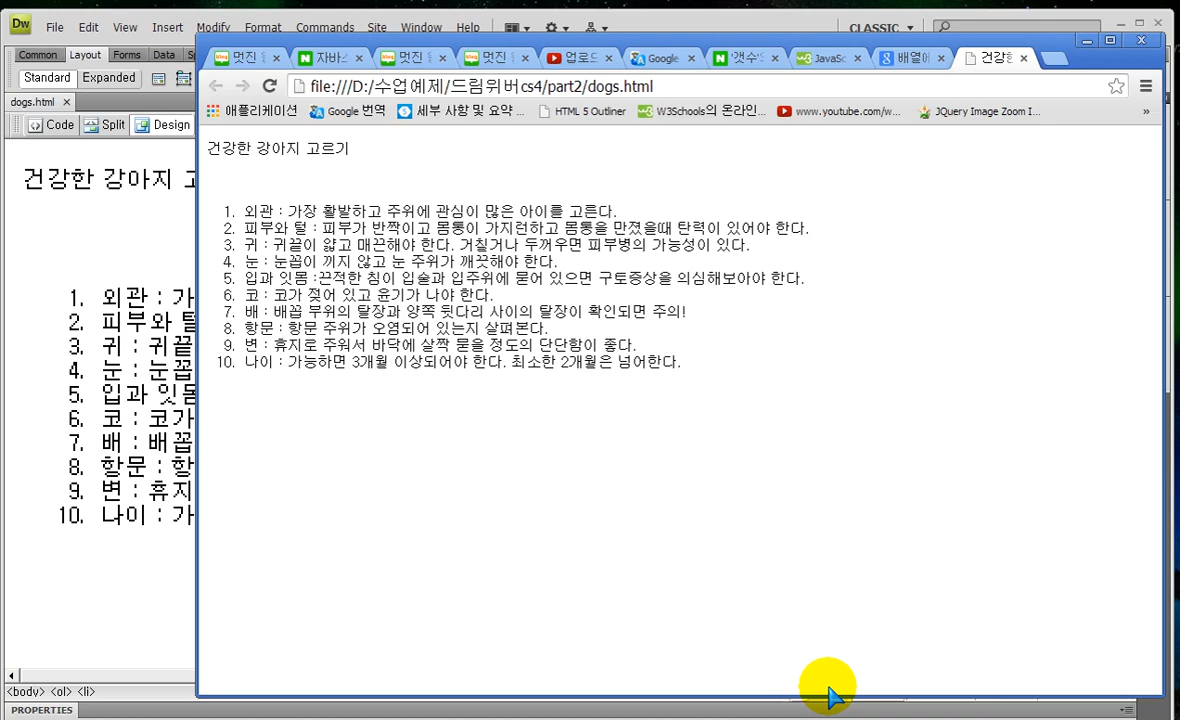 Dw File Edit View Insert Modify Format Commands Site Window Help CLASSIC
Common Layout Forms Data
Standard Expanded
dogs.html ×
Code Split Design
멋진 자바 멋진 멋진 업로드 Google '갯수' JavaSc 배열에 건강한
file:///D:/수업예제/드림위버cs4/part2/dogs.html
애플리케이션 Google 번역 세부 사항 및 요약 ... HTML 5 Outliner W3Schools의 온라인... www.youtube.com/w... JQuery Image Zoom I... »
건강한 강아지 고르기
1. 외관 : 가장 활발하고 주위에 관심이 많은 아이를 고른다.
2. 피부와 털 : 피부가 반짝이고 몸통이 가지런하고 몸통을 만졌을때 탄력이 있어야 한다.
3. 귀 : 귀끝이 얇고 매끈해야 한다. 거칠거나 두꺼우면 피부병의 가능성이 있다.
4. 눈 : 눈꼽이 끼지 않고 눈 주위가 깨끗해야 한다.
5. 입과 잇몸 :끈적한 침이 입술과 입주위에 묻어 있으면 구토증상을 의심해보아야 한다.
6. 코 : 코가 젖어 있고 윤기가 나야 한다.
7. 배 : 배꼽 부위의 탈장과 양쪽 뒷다리 사이의 탈장이 확인되면 주의!
8. 항문 : 항문 주위가 오염되어 있는지 살펴본다.
9. 변 : 휴지로 주워서 바닥에 살짝 묻을 정도의 단단함이 좋다.
10. 나이 : 가능하면 3개월 이상되어야 한다. 최소한 2개월은 넘어한다.
건강한 강아지 고
1. 외관 : 가
2. 피부와 털
3. 귀 : 귀끝
4. 눈 : 눈꼽
5. 입과 잇몸
6. 코 : 코가
7. 배 : 배꼽
8. 항문 : 항
9. 변 : 휴지
10. 나이 : 가
<body> <ol> <li>
PROPERTIES